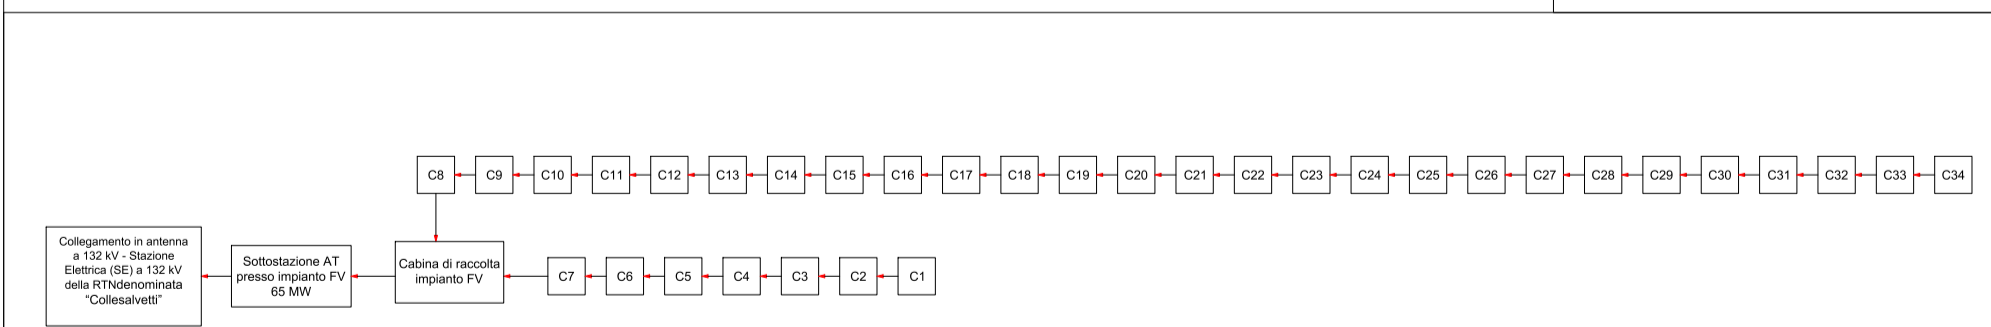 C8 C9 C10 C11 C12 C13 C14 C15 C16 C17 C18 C19 C20 C21 C22 C23 C24 C25 C26 C27 C28 C29 C30 C31 C32 C33 C34
Collegamento in antenna
a 132 kV - Stazione
Elettrica (SE) a 132 kV
della RTNdenominata
“Collesalvetti”
Sottostazione AT
presso impianto FV
65 MW
Cabina di raccolta
impianto FV
C7 C6 C5 C4 C3 C2 C1